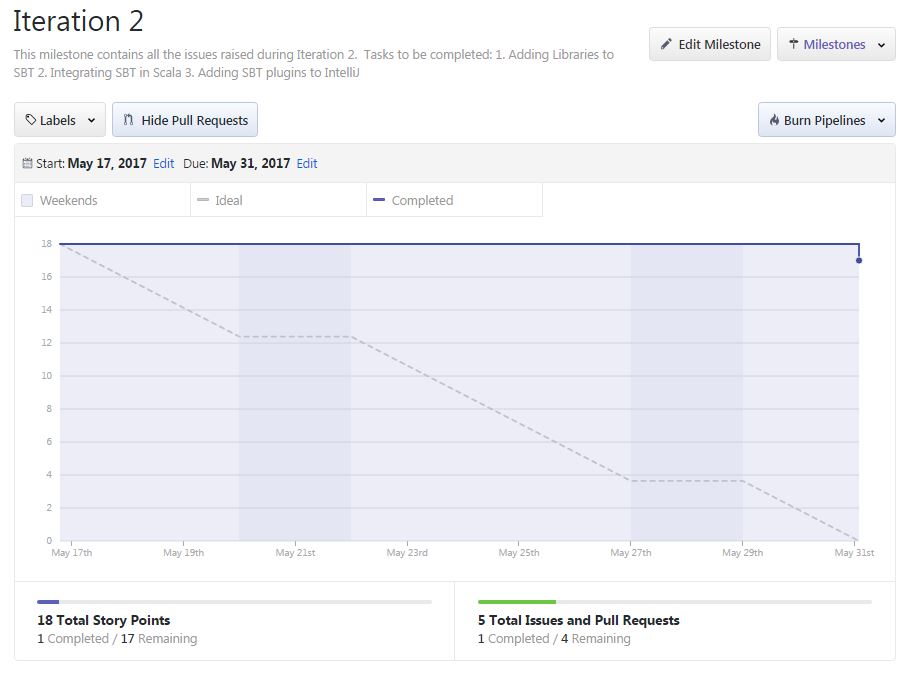 Iteration 2
This milestone contains all the issues raised during Iteration 2.  Tasks to be completed: 1. Adding Libraries to
SBT 2. Integrating SBT in Scala 3. Adding SBT plugins to IntelliJ
Edit Milestone
Milestones
Labels
Hide Pull Requests
Burn Pipelines
Start: May 17, 2017 Edit Due: May 31, 2017 Edit
Weekends
Ideal
Completed
18
16
14
12
10
8
6
4
2
0
May 17th
May 19th
May 21st
May 23rd
May 25th
May 27th
May 29th
May 31st
18 Total Story Points
1 Completed / 17 Remaining
5 Total Issues and Pull Requests
1 Completed / 4 Remaining